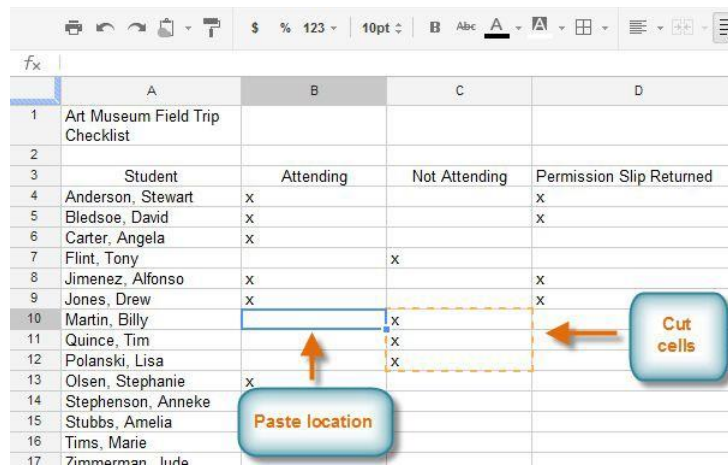 $ % 123 10pt B Abc A A
fx
A B C D
1 Art Museum Field Trip
Checklist
2
3 Student Attending Not Attending Permission Slip Returned
4 Anderson, Stewart x x
5 Bledsoe, David x x
6 Carter, Angela x
7 Flint, Tony x
8 Jimenez, Alfonso x x
9 Jones, Drew x x
10 Martin, Billy x
11 Quince, Tim x
12 Polanski, Lisa x
13 Olsen, Stephanie x
14 Stephenson, Anneke
15 Stubbs, Amelia
16 Tims, Marie
17 Zimmerman, Jude
Cut
cells
Paste location